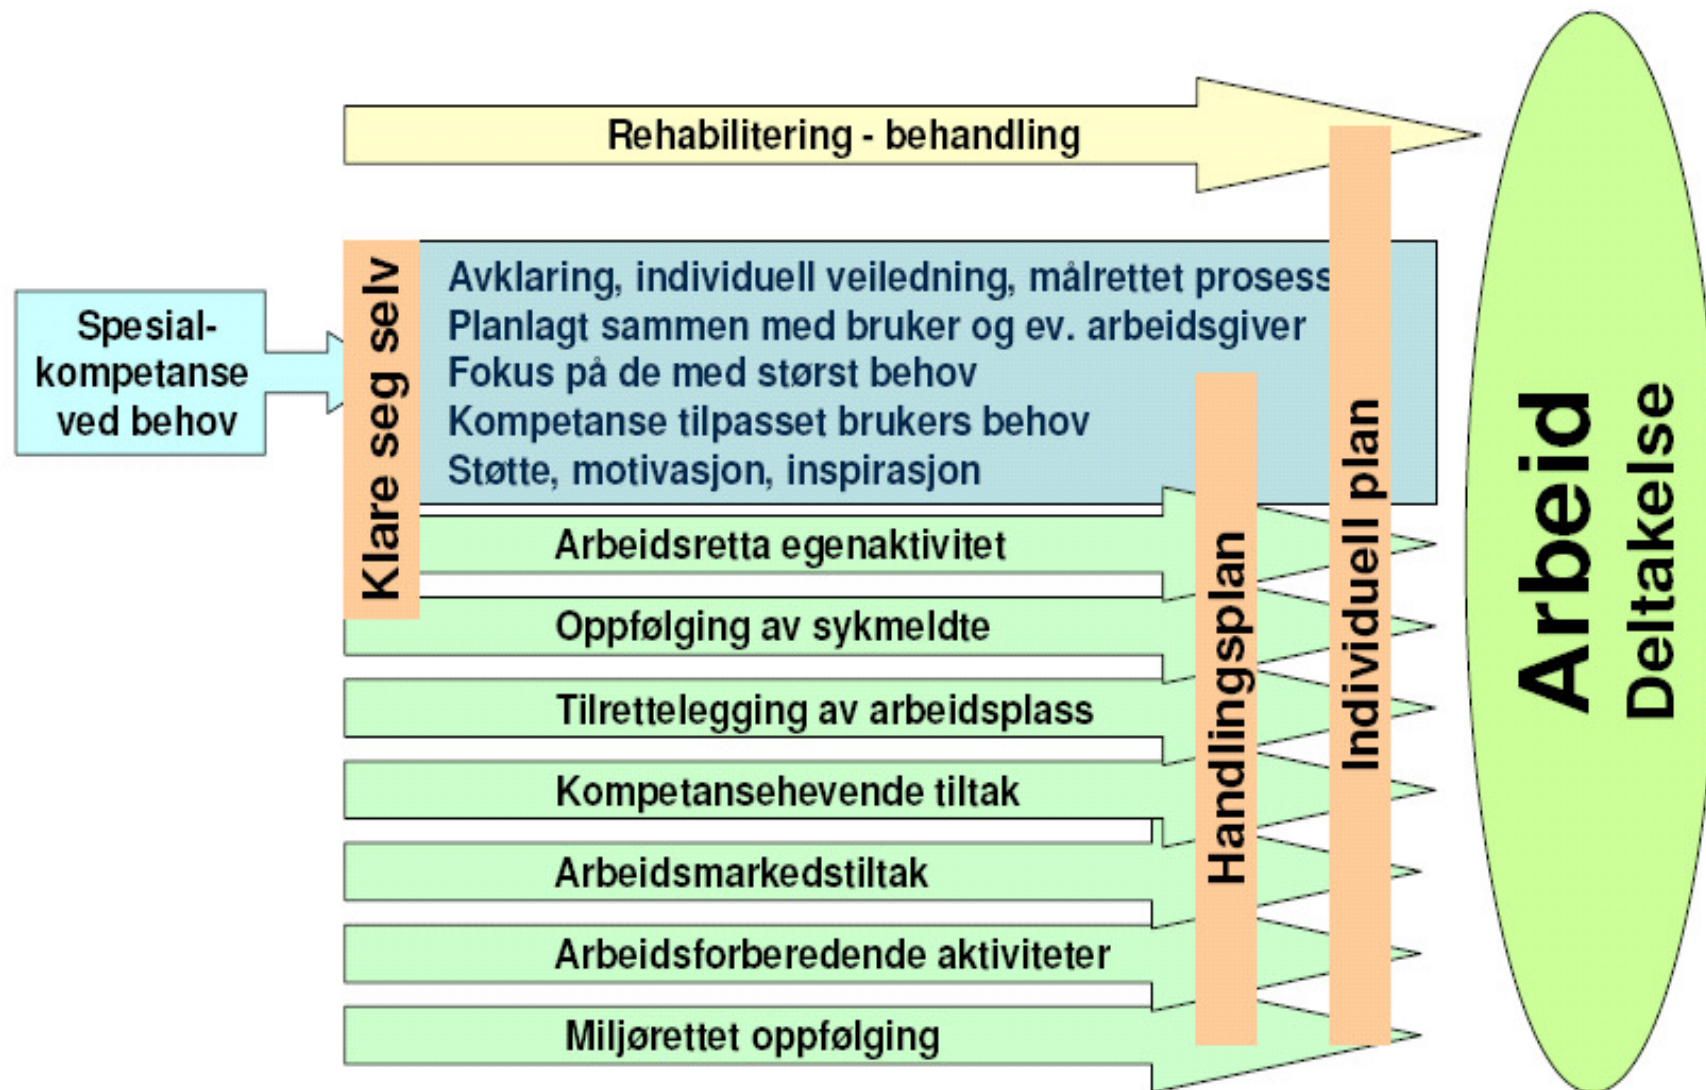 Rehabilitering - behandling
Spesial-
kompetanse
ved behov
Klare seg selv
Avklaring, individuell veiledning, målrettet prosess
Planlagt sammen med bruker og ev. arbeidsgiver
Fokus på de med størst behov
Kompetanse tilpasset brukers behov
Støtte, motivasjon, inspirasjon
Arbeidsretta egenaktivitet
Oppfølging av sykmeldte
Tilrettelegging av arbeidsplass
Kompetansehevende tiltak
Arbeidsmarkedstiltak
Arbeidsforberedende aktiviteter
Miljørettet oppfølging
Handlingsplan
Individuell plan
Arbeid
Deltakelse